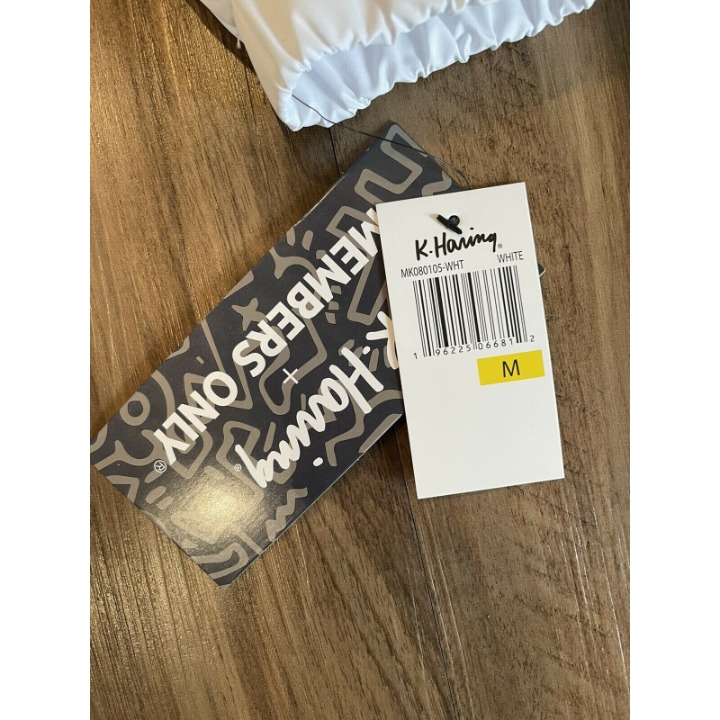 K. Haring®
+
MEMBERS ONLY®
K. Haring®
MK080105-WHT WHITE
1 96225 06681 2
M